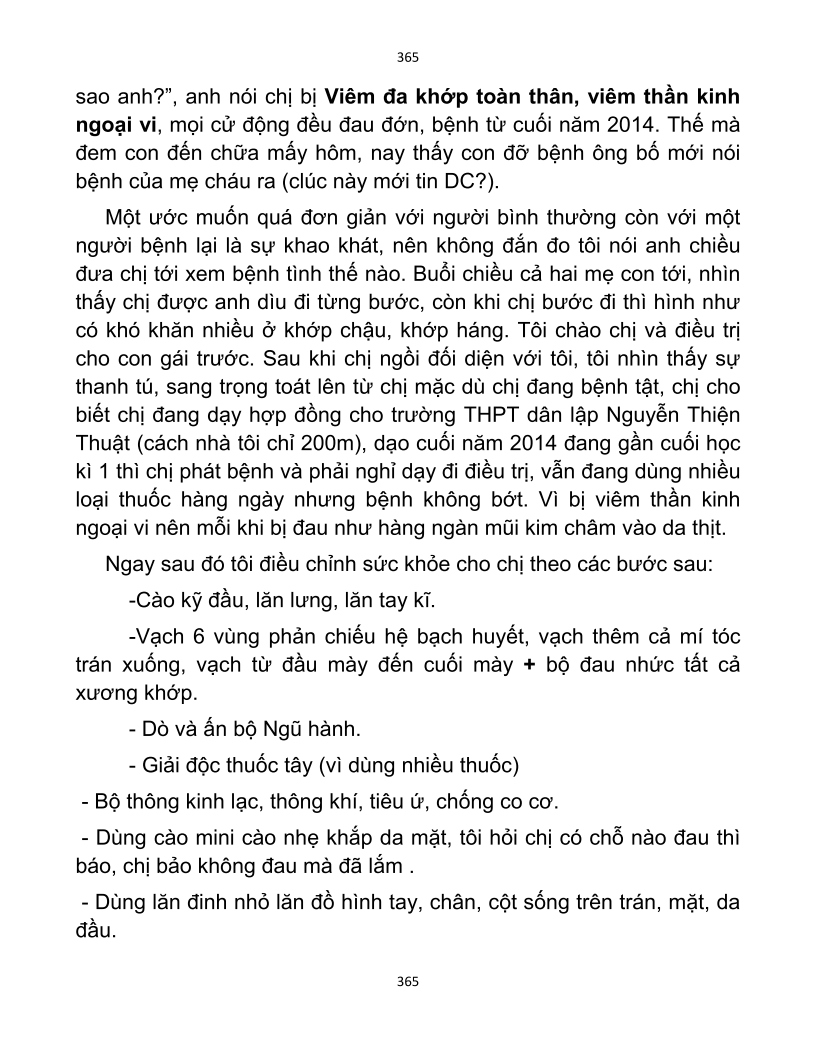 365
sao anh?”, anh nói chị bị Viêm đa khớp toàn thân, viêm thần kinh
ngoại vi, mọi cử động đều đau đớn, bệnh từ cuối năm 2014. Thế mà
đem con đến chữa mấy hôm, nay thấy con đỡ bệnh ông bố mới nói
bệnh của mẹ cháu ra (clúc này mới tin DC?).
Một ước muốn quá đơn giản với người bình thường còn với một
người bệnh lại là sự khao khát, nên không đắn đo tôi nói anh chiều
đưa chị tới xem bệnh tình thế nào. Buổi chiều cả hai mẹ con tới, nhìn
thấy chị được anh dìu đi từng bước, còn khi chị bước đi thì hình như
có khó khăn nhiều ở khớp chậu, khớp háng. Tôi chào chị và điều trị
cho con gái trước. Sau khi chị ngồi đối diện với tôi, tôi nhìn thấy sự
thanh tú, sang trọng toát lên từ chị mặc dù chị đang bệnh tật, chị cho
biết chị đang dạy hợp đồng cho trường THPT dân lập Nguyễn Thiện
Thuật (cách nhà tôi chỉ 200m), dạo cuối năm 2014 đang gần cuối học
kì 1 thì chị phát bệnh và phải nghỉ dạy đi điều trị, vẫn đang dùng nhiều
loại thuốc hàng ngày nhưng bệnh không bớt. Vì bị viêm thần kinh
ngoại vi nên mỗi khi bị đau như hàng ngàn mũi kim châm vào da thịt.
Ngay sau đó tôi điều chỉnh sức khỏe cho chị theo các bước sau:
-Cào kỹ đầu, lăn lưng, lăn tay kĩ.
-Vạch 6 vùng phản chiếu hệ bạch huyết, vạch thêm cả mí tóc
trán xuống, vạch từ đầu mày đến cuối mày + bộ đau nhức tất cả
xương khớp.
- Dò và ấn bộ Ngũ hành.
- Giải độc thuốc tây (vì dùng nhiều thuốc)
- Bộ thông kinh lạc, thông khí, tiêu ứ, chống co cơ.
- Dùng cào mini cào nhẹ khắp da mặt, tôi hỏi chị có chỗ nào đau thì
báo, chị bảo không đau mà đã lắm .
- Dùng lăn đinh nhỏ lăn đồ hình tay, chân, cột sống trên trán, mặt, da
đầu.
365